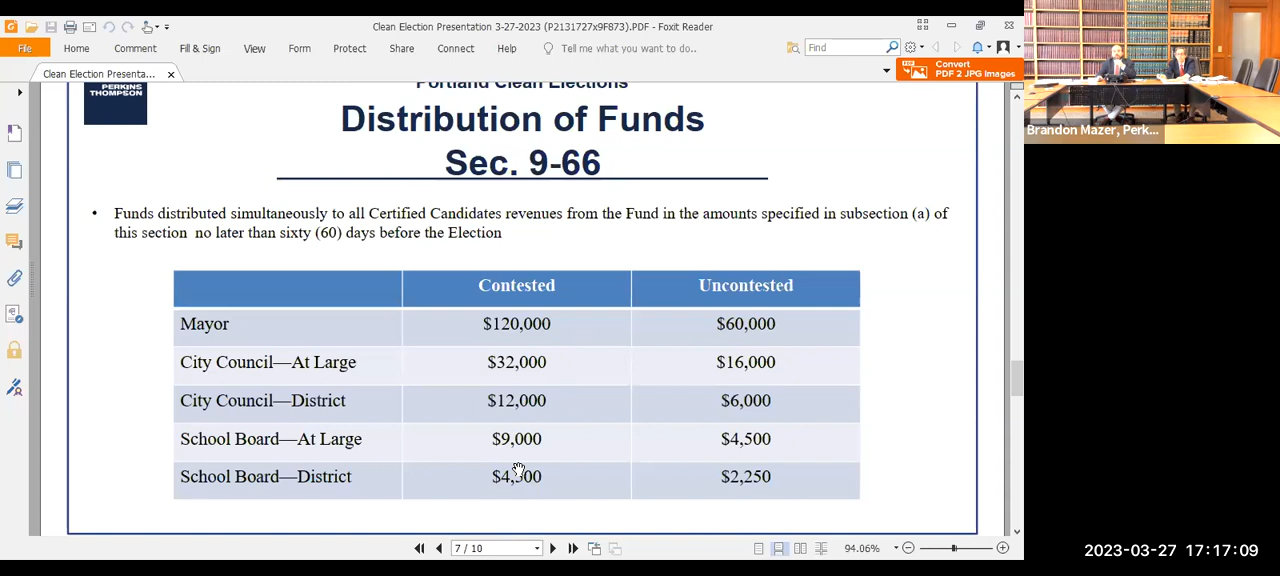 Clean Election Presentation 3-27-2023 (P2131727x9F873).PDF - Foxit Reader
File Home Comment Fill & Sign View Form Protect Share Connect Help Tell me what you want to do.. Find
Clean Election Presenta... Convert
PDF 2 JPG Images
PERKINS
THOMPSON
Portland Clean Elections
Distribution of Funds
Sec. 9-66
• Funds distributed simultaneously to all Certified Candidates revenues from the Fund in the amounts specified in subsection (a) of
this section no later than sixty (60) days before the Election
Contested Uncontested
Mayor $120,000 $60,000
City Council—At Large $32,000 $16,000
City Council—District $12,000 $6,000
School Board—At Large $9,000 $4,500
School Board—District $4,500 $2,250
7 / 10 94.06%
Brandon Mazer, Perk...
2023-03-27 17:17:09